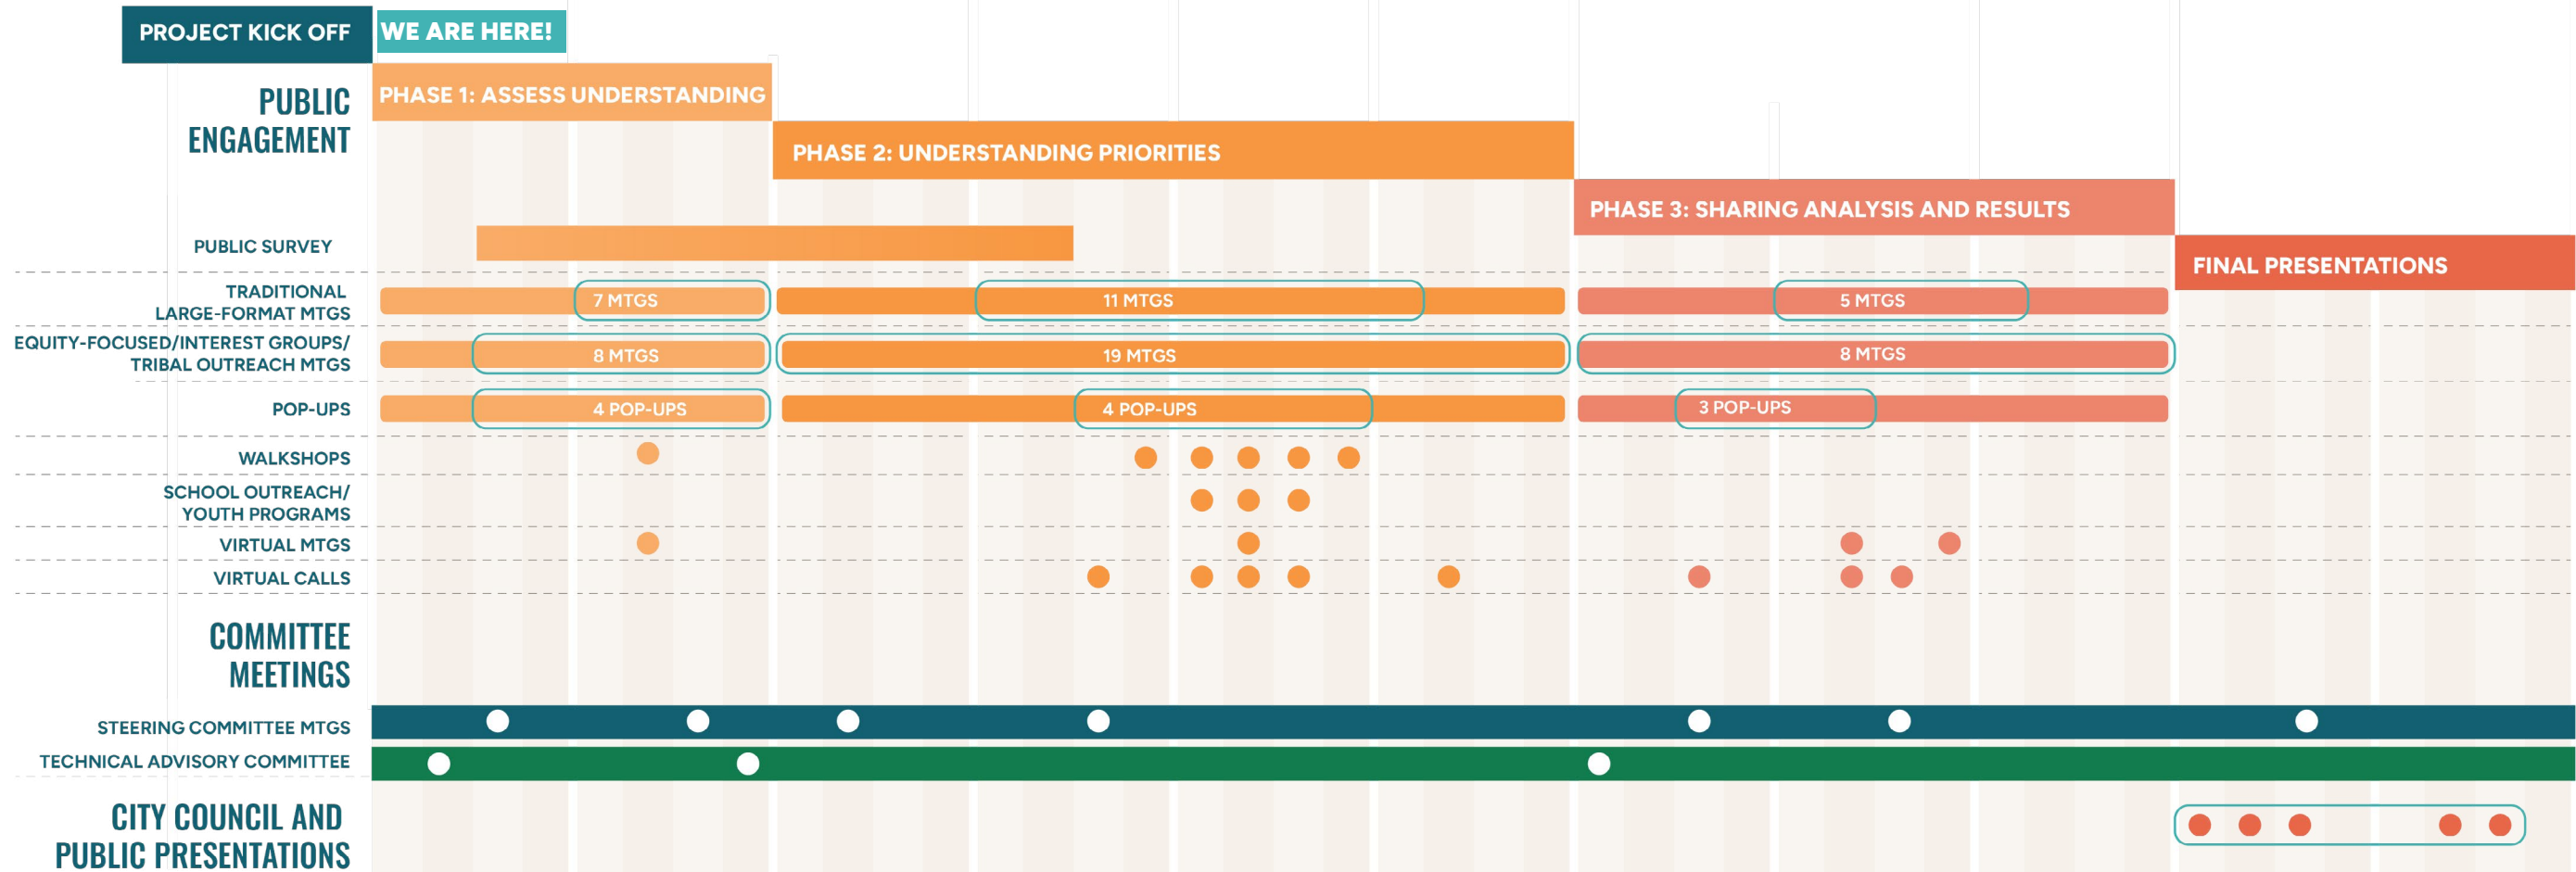 PROJECT KICK OFF
WE ARE HERE!
PUBLIC
ENGAGEMENT
PHASE 1: ASSESS UNDERSTANDING
PHASE 2: UNDERSTANDING PRIORITIES
PHASE 3: SHARING ANALYSIS AND RESULTS
FINAL PRESENTATIONS
PUBLIC SURVEY
TRADITIONAL
LARGE-FORMAT MTGS
7 MTGS
11 MTGS
5 MTGS
EQUITY-FOCUSED/INTEREST GROUPS/
TRIBAL OUTREACH MTGS
8 MTGS
19 MTGS
8 MTGS
POP-UPS
4 POP-UPS
4 POP-UPS
3 POP-UPS
WALKSHOPS
SCHOOL OUTREACH/
YOUTH PROGRAMS
VIRTUAL MTGS
VIRTUAL CALLS
COMMITTEE
MEETINGS
STEERING COMMITTEE MTGS
TECHNICAL ADVISORY COMMITTEE
CITY COUNCIL AND
PUBLIC PRESENTATIONS